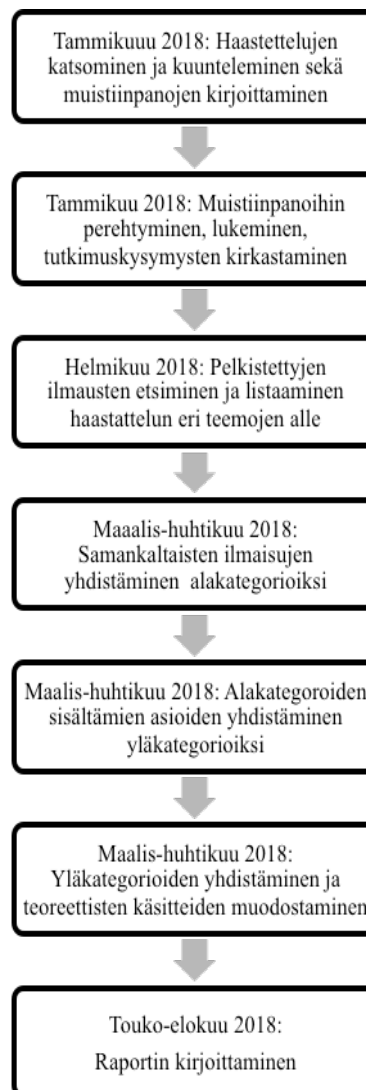 Tammikuuu 2018: Haastettelujen
katsominen ja kuunteleminen sekä
muistiinpanojen kirjoittaminen
Tammikuu 2018: Muistiinpanoihin
perehtyminen, lukeminen,
tutkimuskysymysten kirkastaminen
Helmikuu 2018: Pelkistettyjen
ilmausten etsiminen ja listaaminen
haastattelun eri teemojen alle
Maaalis-huhtikuu 2018:
Samankaltaisten ilmaisujen
yhdistäminen alakategorioiksi
Maalis-huhtikuu 2018: Alakategoroiden
sisältämien asioiden yhdistäminen
yläkategorioiksi
Maalis-huhtikuu 2018:
Yläkategorioiden yhdistäminen ja
teoreettisten käsitteiden muodostaminen
Touko-elokuu 2018:
Raportin kirjoittaminen